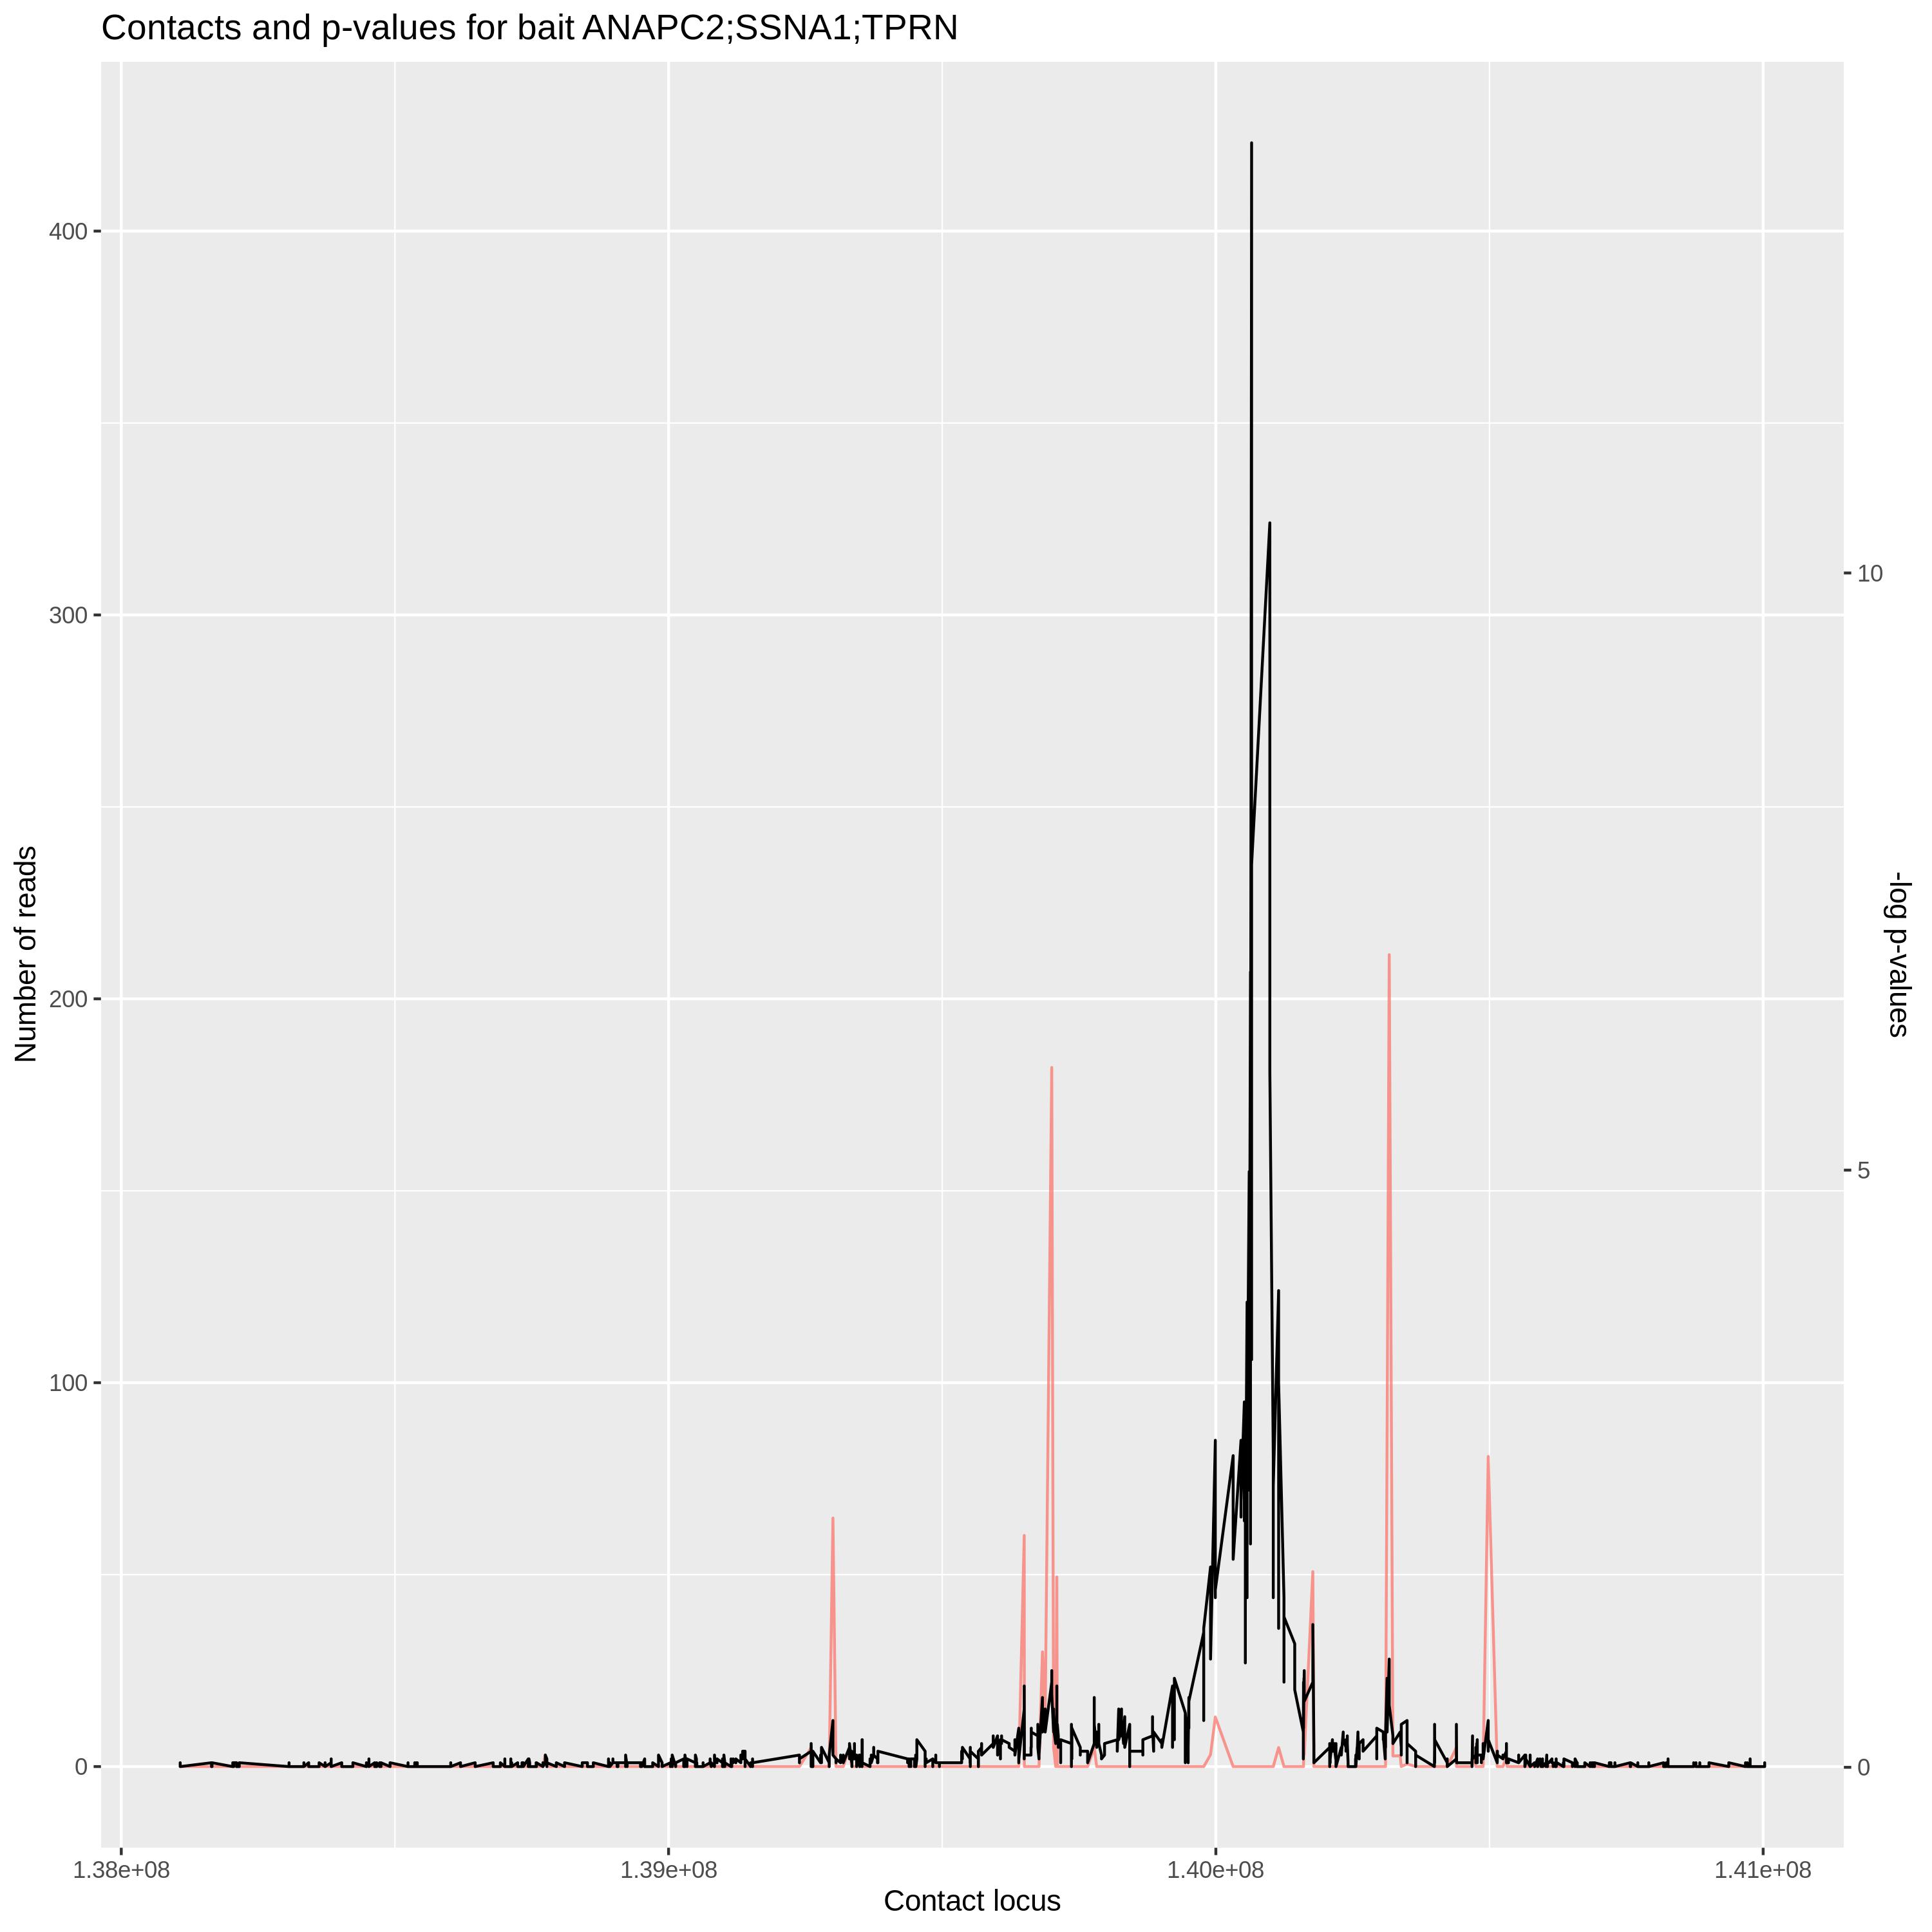 Contacts and p-values for bait ANAPC2;SSNA1;TPRN
400
300
200
100
0
Number of reads
10
5
0
-log p-values
1.38e+08
1.39e+08
1.40e+08
1.41e+08
Contact locus